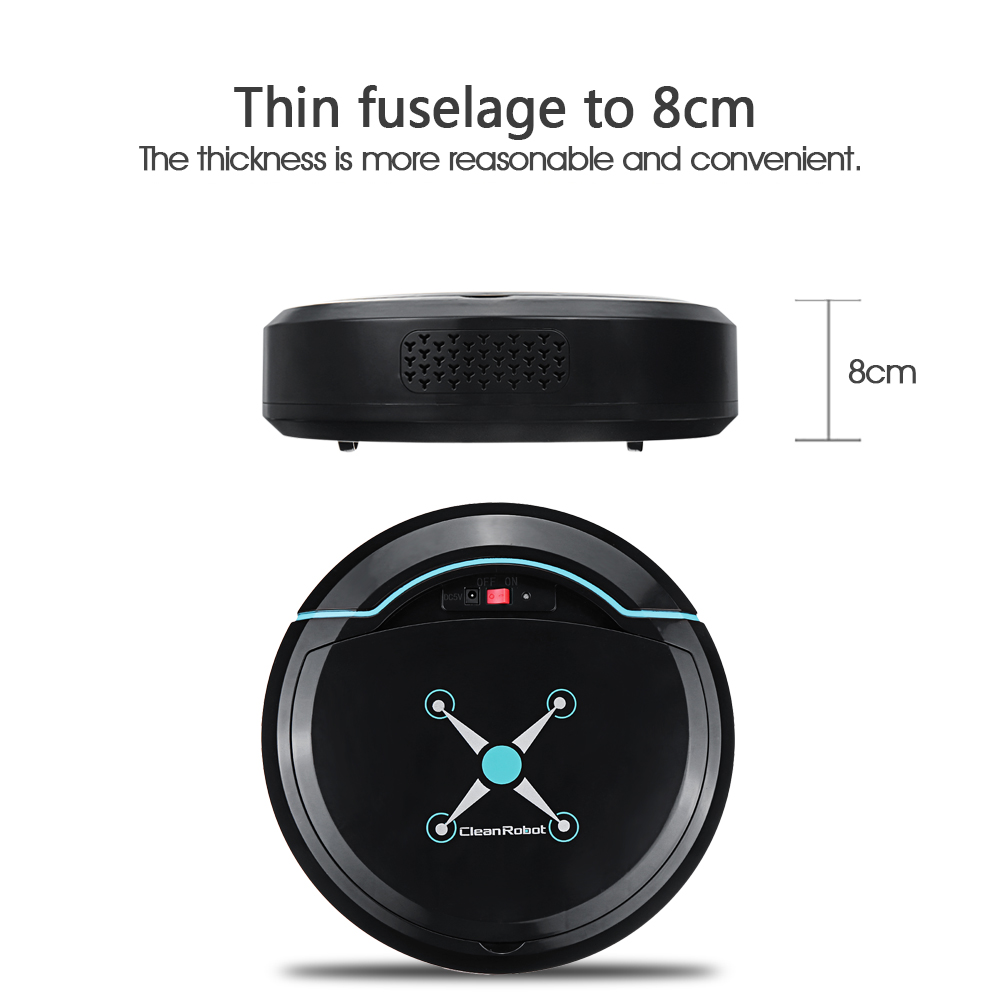 Thin fuselage to 8cm
The thickness is more reasonable and convenient.
8cm
OFF ON
DC5V
CleanRobot